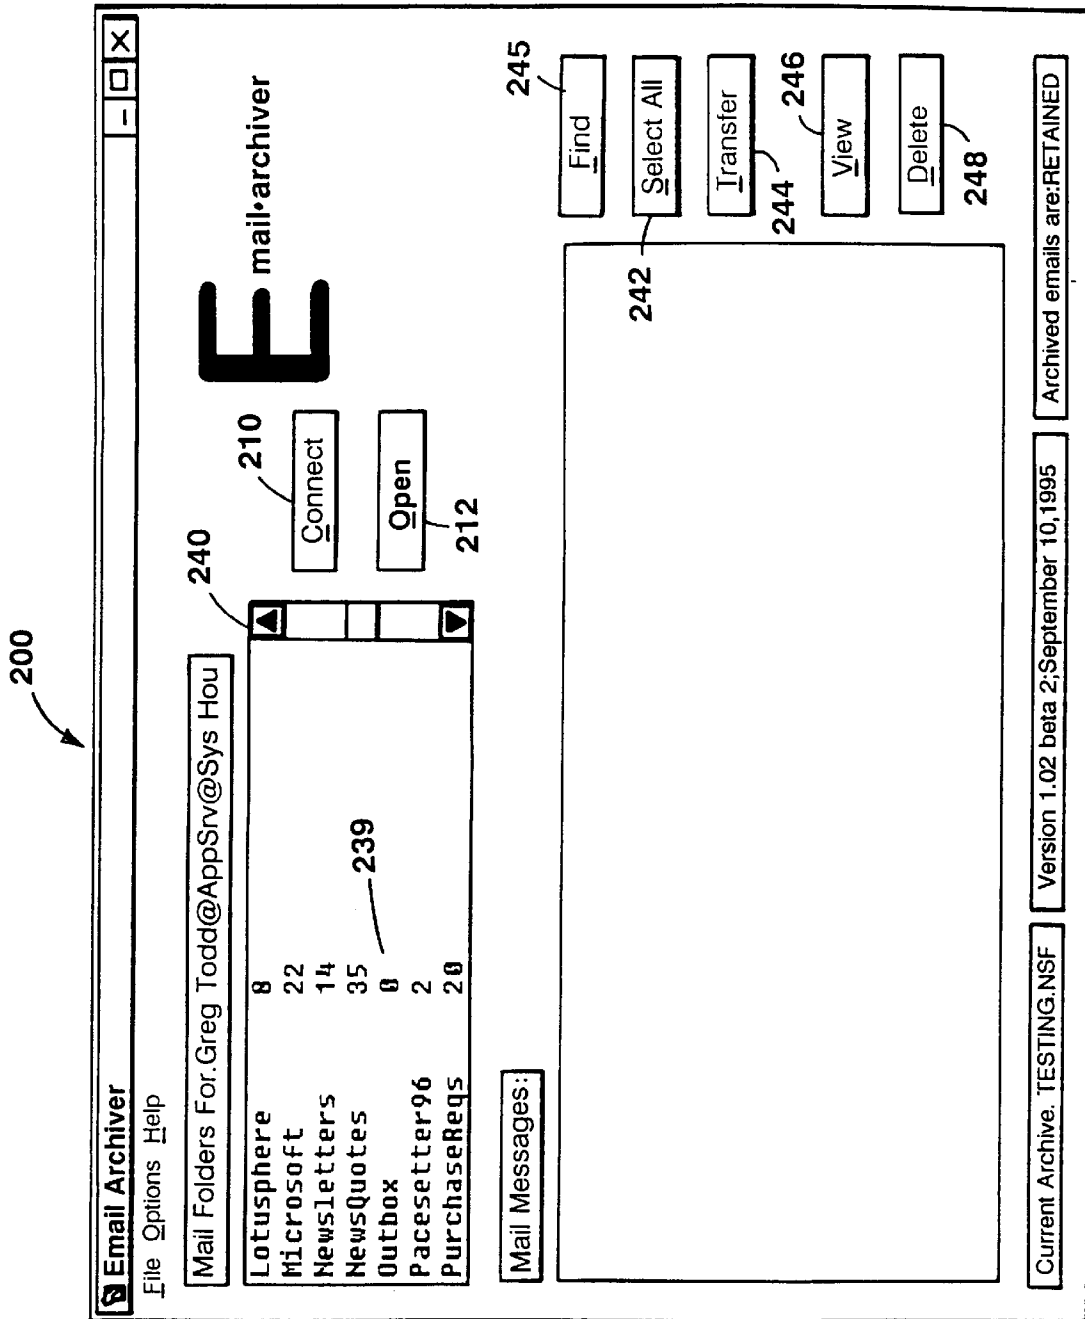 200
Email Archiver
File Options Help
Mail Folders For.Greg Todd@AppSrv@Sys Hou
240
Lotusphere 8
Microsoft 22
Newsletters 14
NewsQuotes 35
Outbox 0
Pacesetter96 2
PurchaseReqs 20
239
210
Connect
Open
212
E mail•archiver
Mail Messages:
245
Find
Select All
242
Transfer
244
246
View
Delete
248
Current Archive. TESTING.NSF
Version 1.02 beta 2;September 10,1995
Archived emails are:RETAINED